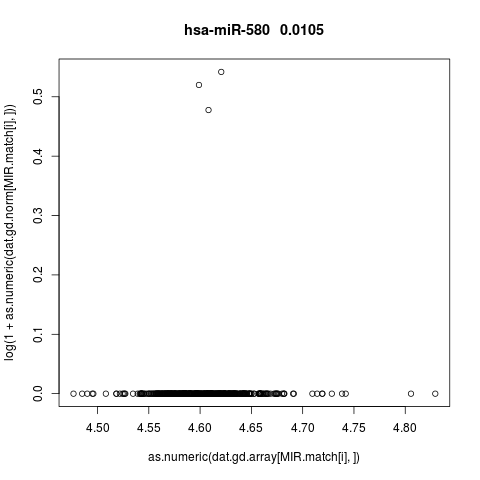 hsa-miR-580 0.0105
log(1 + as.numeric(dat.gd.norm[MIR.match[i], ]))
0.5
0.4
0.3
0.2
0.1
0.0
4.50 4.55 4.60 4.65 4.70 4.75 4.80
as.numeric(dat.gd.array[MIR.match[i], ])